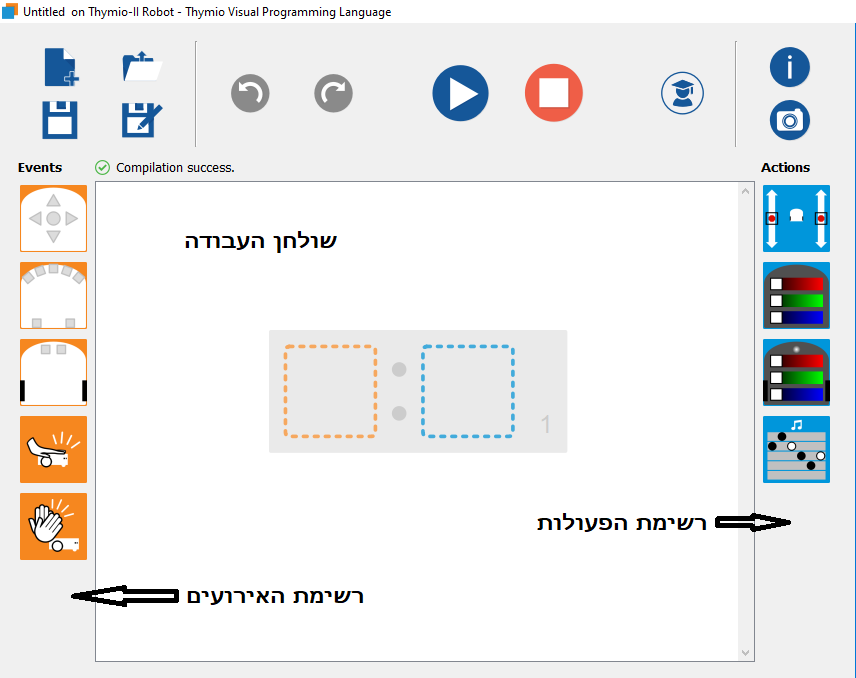 Untitled on Thymio-II Robot - Thymio Visual Programming Language
i
Events
Compilation success.
Actions
שולחן העבודה
1
רשימת הפעולות
רשימת האירועים